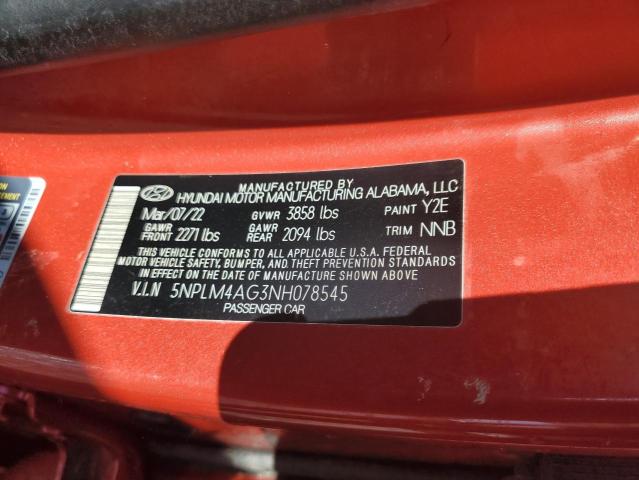 MANUFACTURED BY
HYUNDAI MOTOR MANUFACTURING ALABAMA, LLC
Mar/07/22 GVWR 3858 lbs PAINT Y2E
GAWR FRONT 2271 lbs GAWR REAR 2094 lbs TRIM NNB
THIS VEHICLE CONFORMS TO ALL APPLICABLE U.S.A. FEDERAL
MOTOR VEHICLE SAFETY, BUMPER, AND THEFT PREVENTION STANDARDS
IN EFFECT ON THE DATE OF MANUFACTURE SHOWN ABOVE
V.I.N 5NPLM4AG3NH078545
PASSENGER CAR